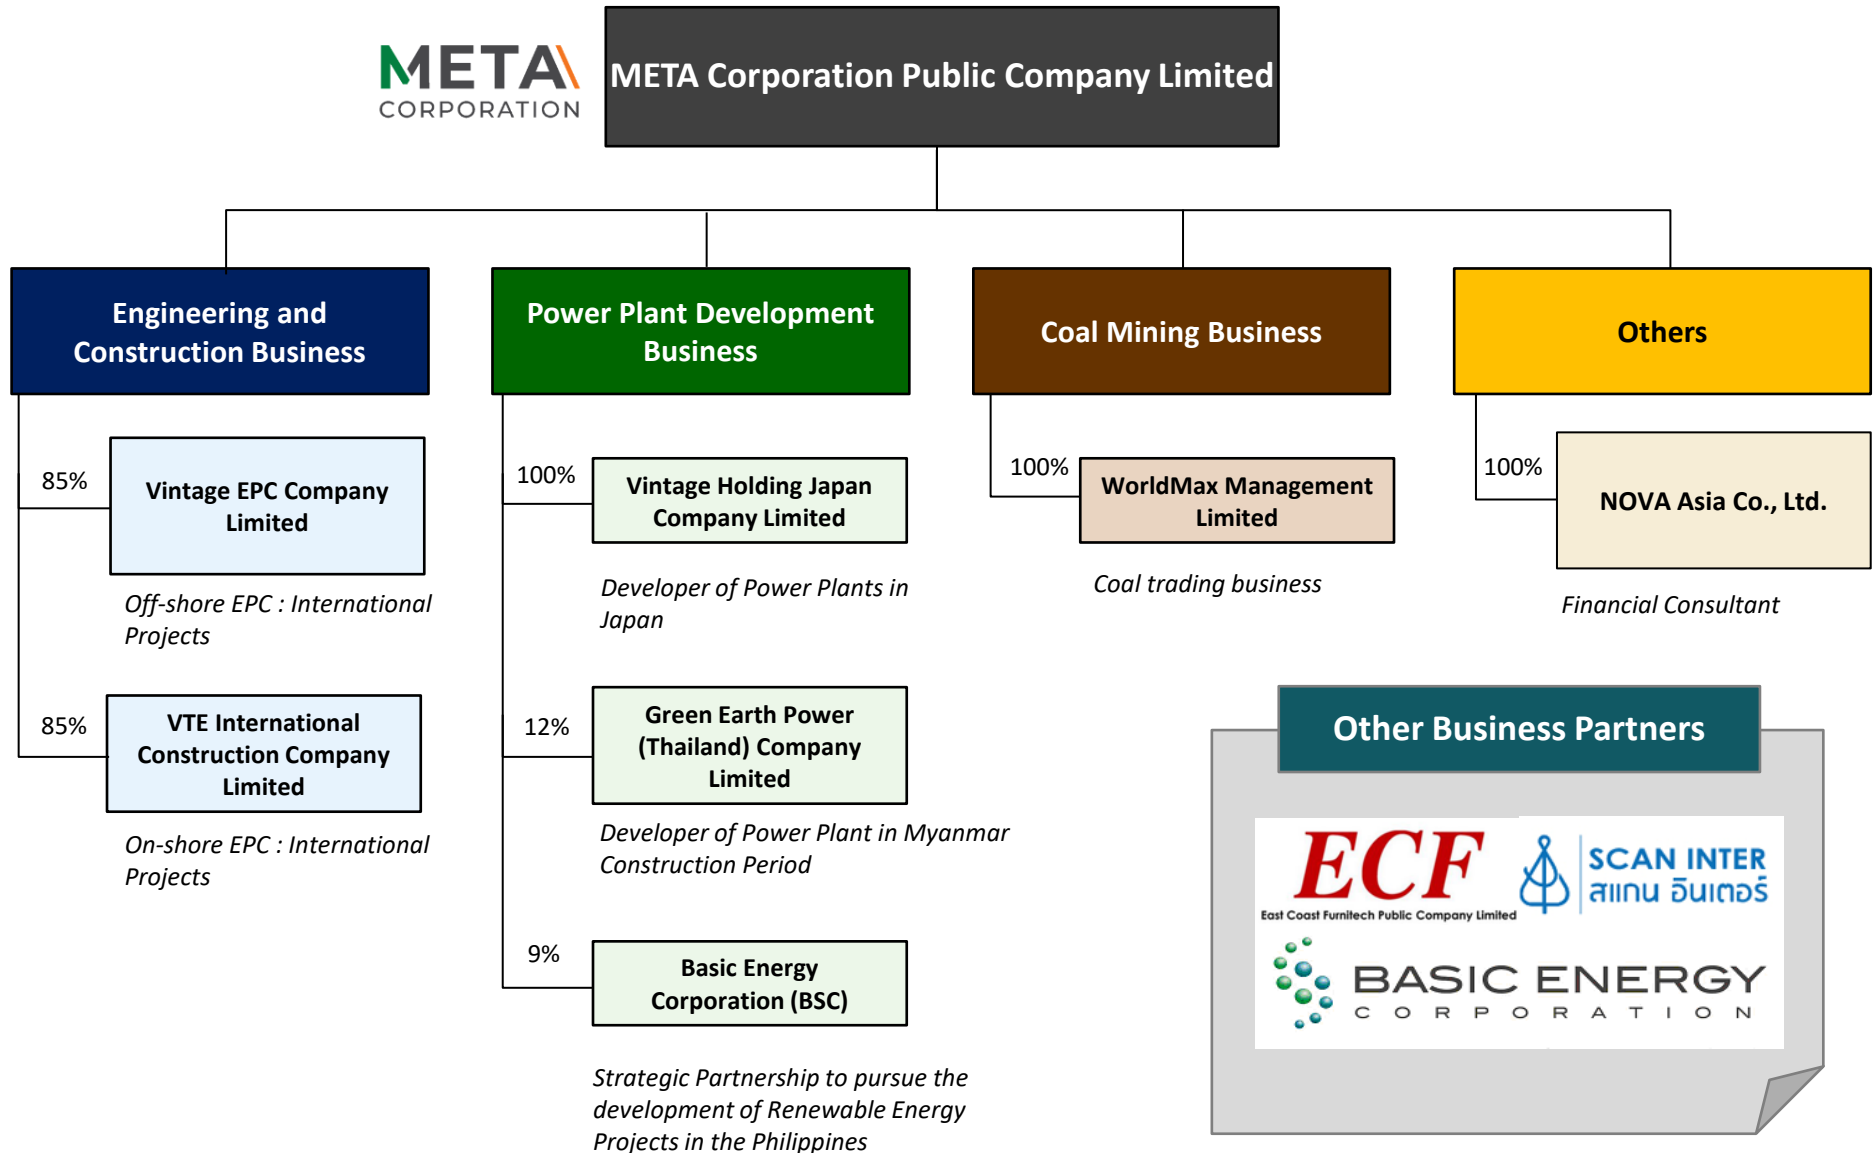 META
CORPORATION
META Corporation Public Company Limited
Engineering and
Construction Business
85%
Vintage EPC Company
Limited
Off-shore EPC : International
Projects
85%
VTE International
Construction Company
Limited
On-shore EPC : International
Projects
Power Plant Development
Business
100%
Vintage Holding Japan
Company Limited
Developer of Power Plants in
Japan
12%
Green Earth Power
(Thailand) Company
Limited
Developer of Power Plant in Myanmar
Construction Period
9%
Basic Energy
Corporation (BSC)
Strategic Partnership to pursue the
development of Renewable Energy
Projects in the Philippines
Coal Mining Business
100%
WorldMax Management
Limited
Coal trading business
Others
100%
NOVA Asia Co., Ltd.
Financial Consultant
Other Business Partners
ECF
East Coast Furnitech Public Company Limited
SCAN INTER
สแกน อินเตอร์
BASIC ENERGY
CORPORATION